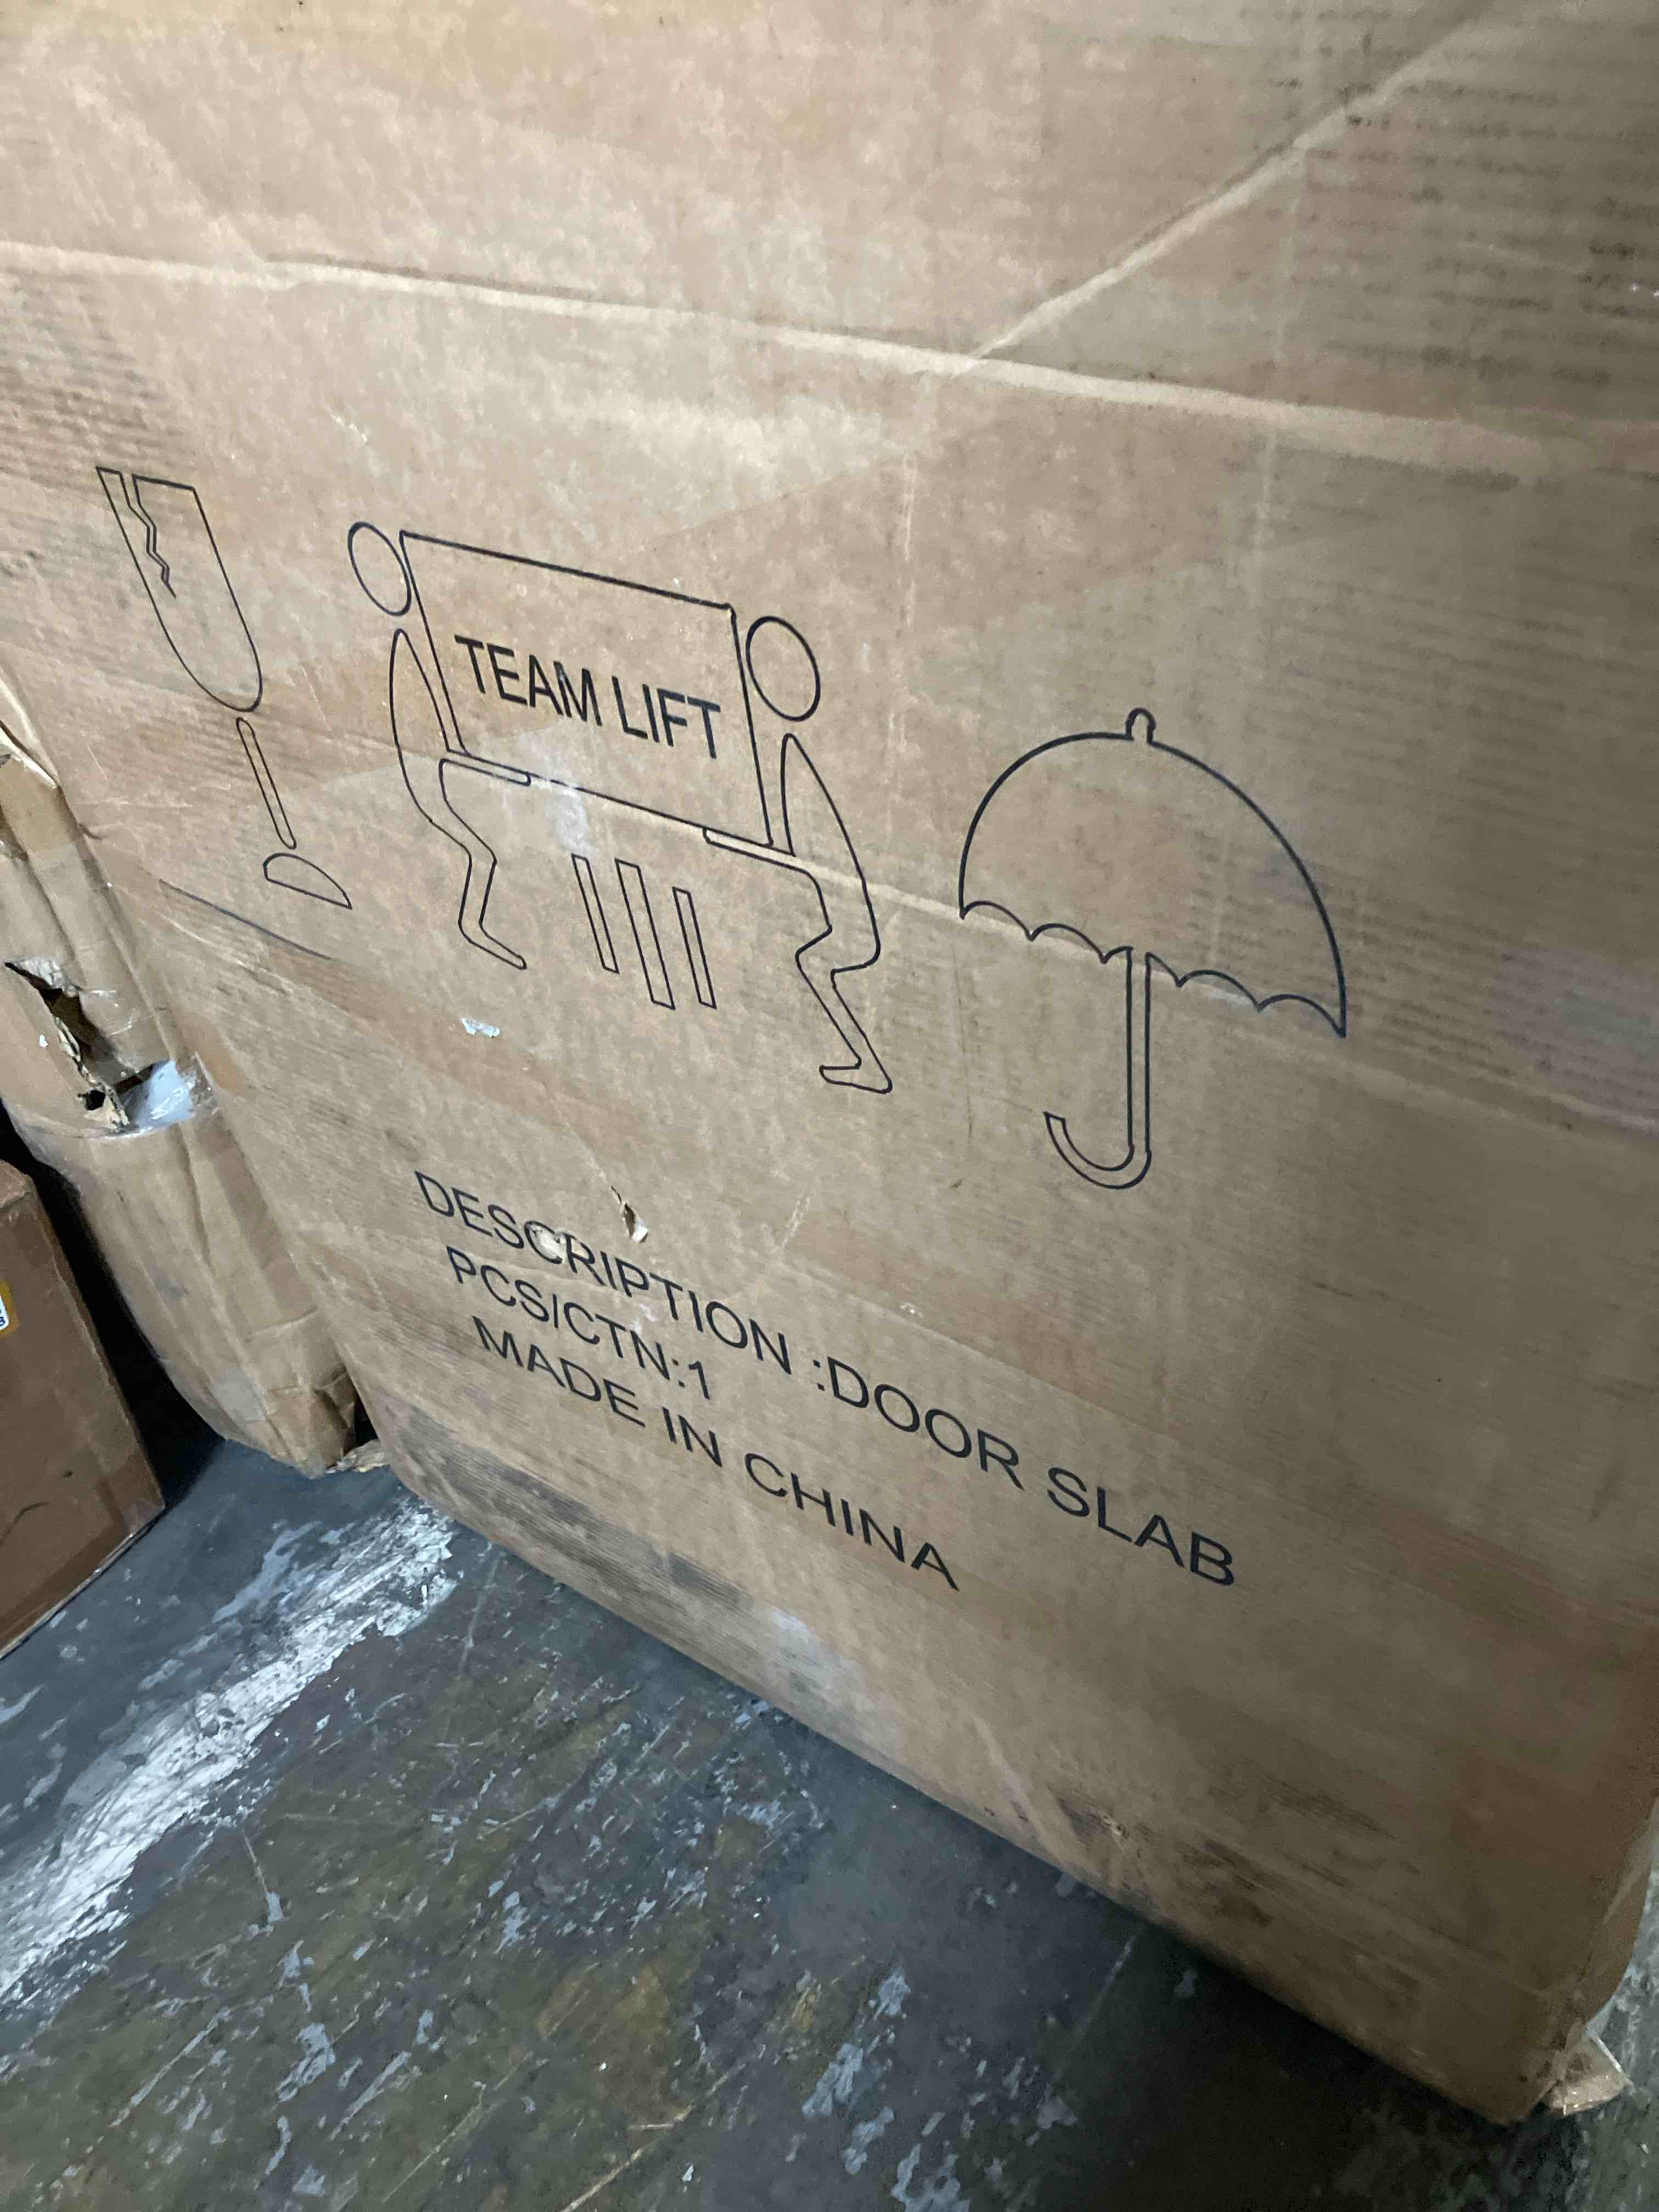 TEAM LIFT
DESCRIPTION :DOOR SLAB
PCS/CTN:1
MADE IN CHINA